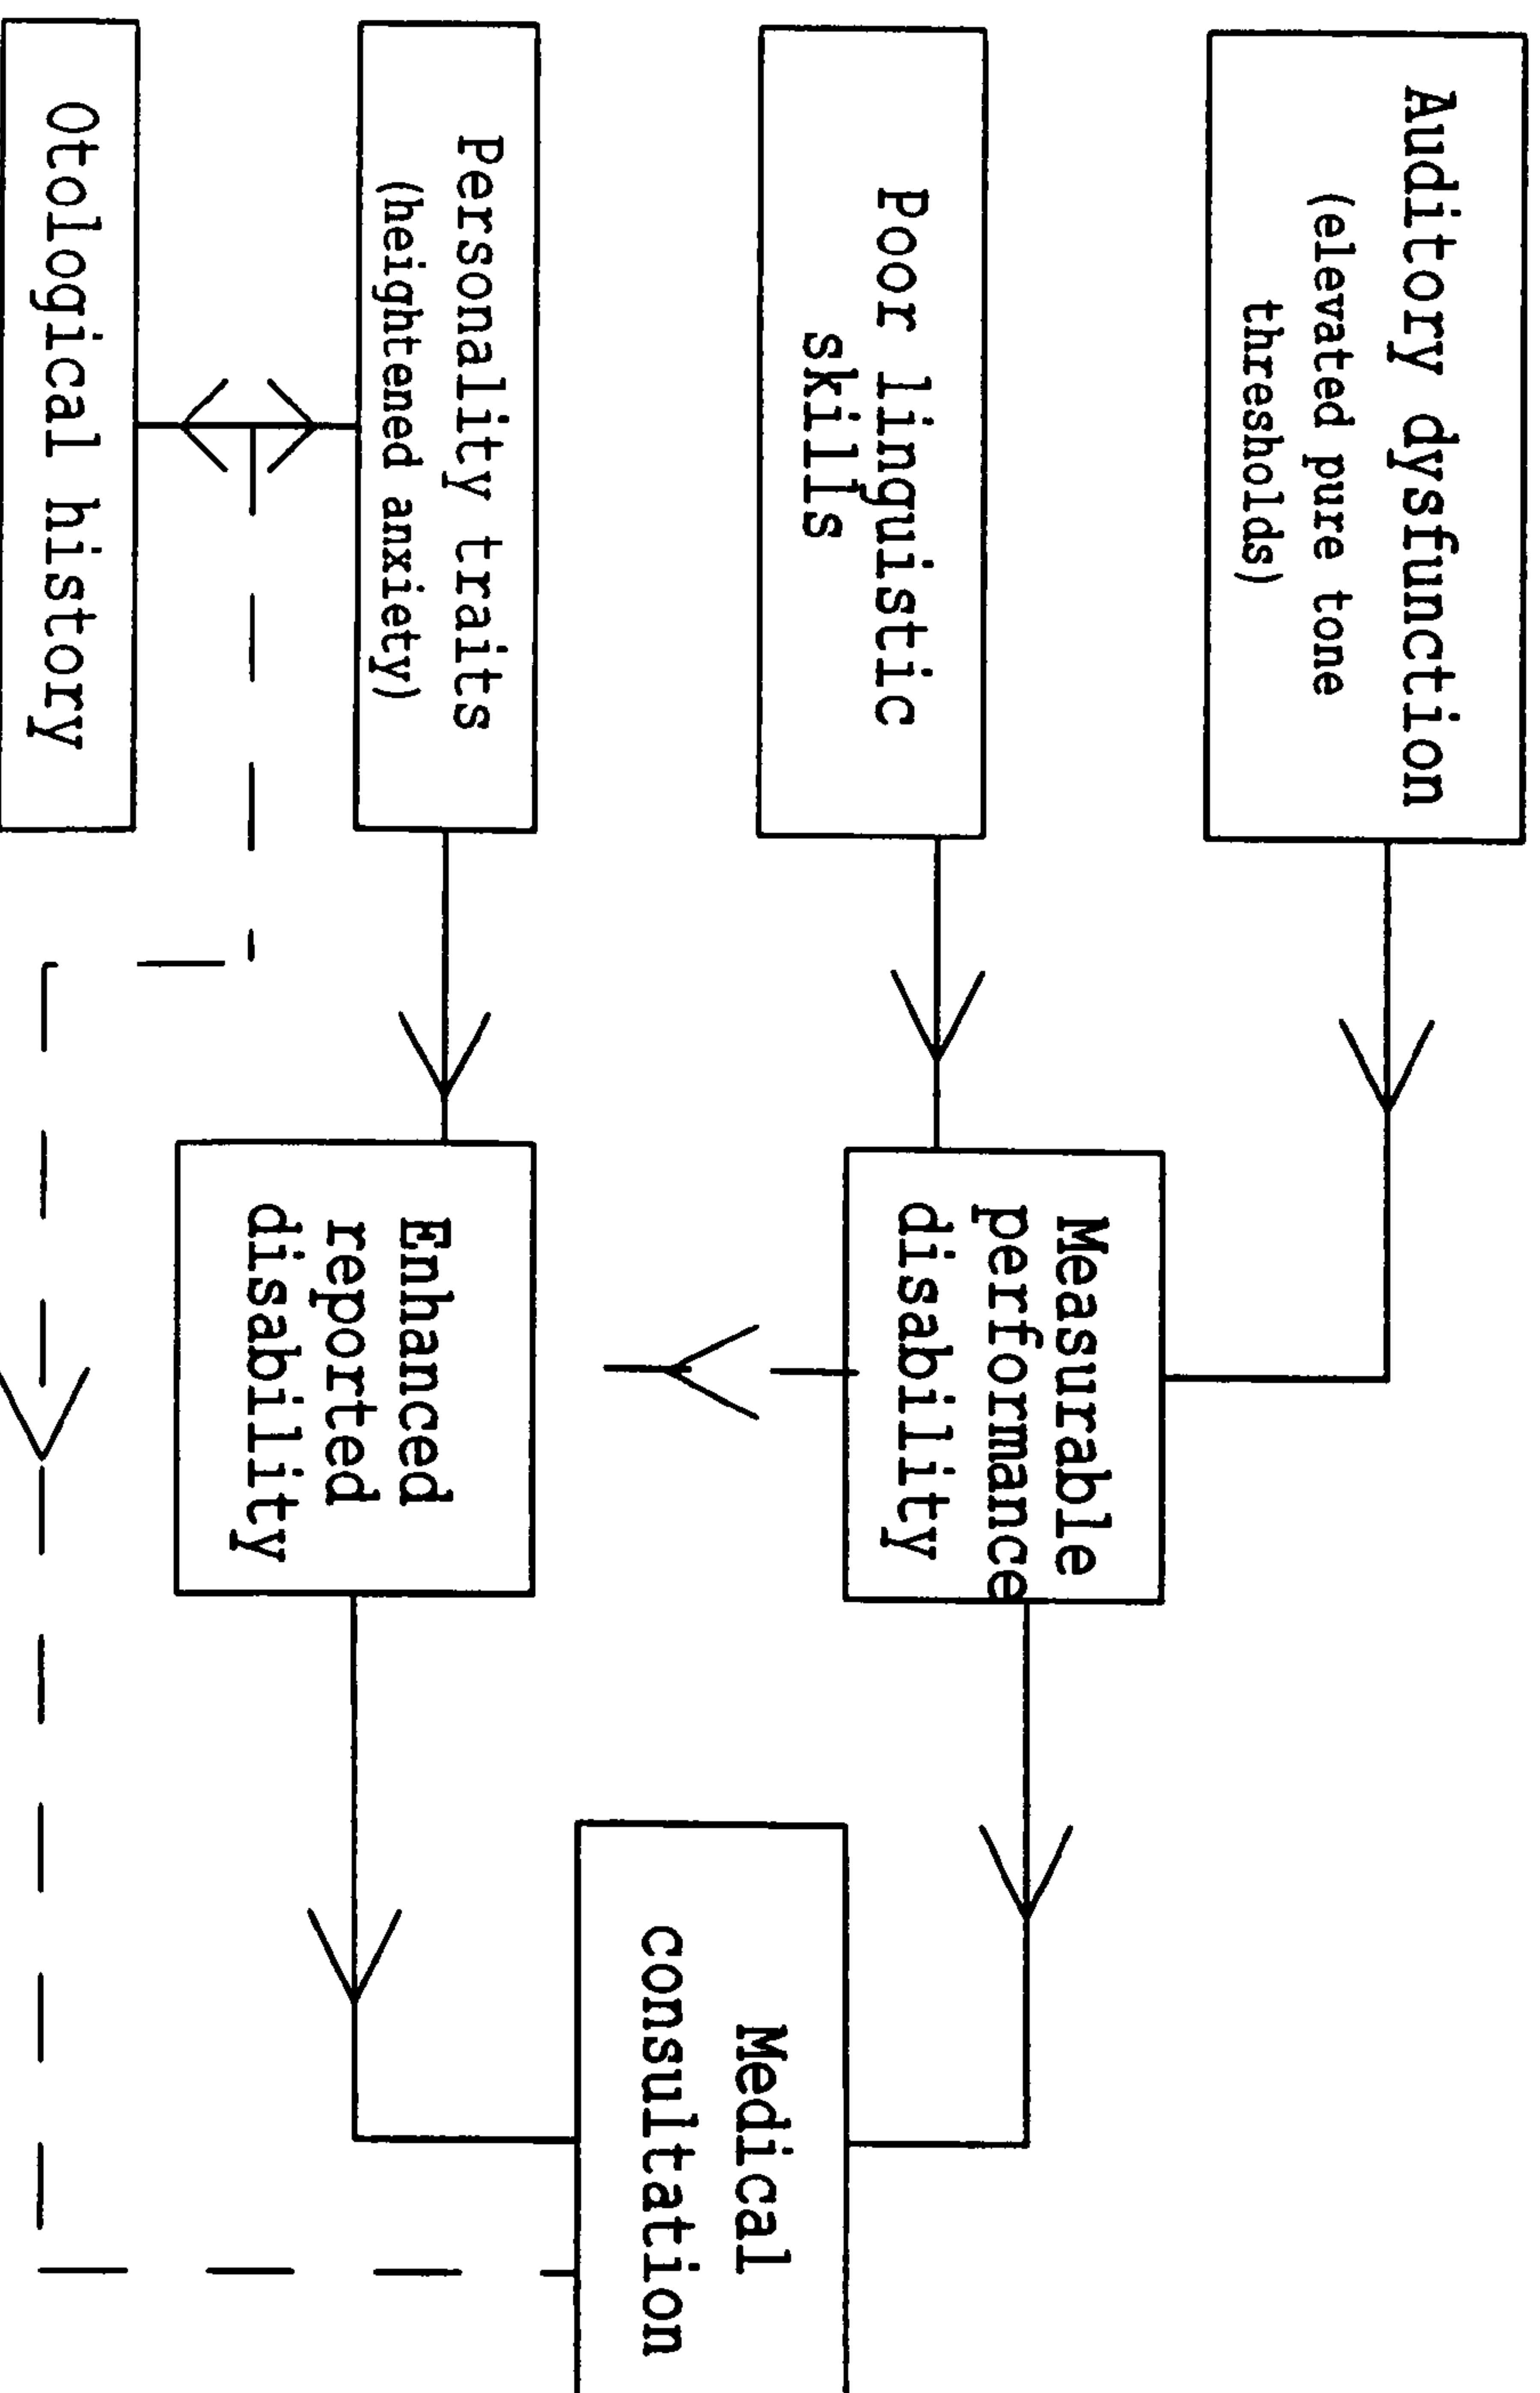 Auditory dysfunction
(elevated pure tone
thresholds)
Poor linguistic
skills
Personality traits
(heightened anxiety)
Otological history
Measurable
performance
disability
Enhanced
reported
disability
Medical
consultation